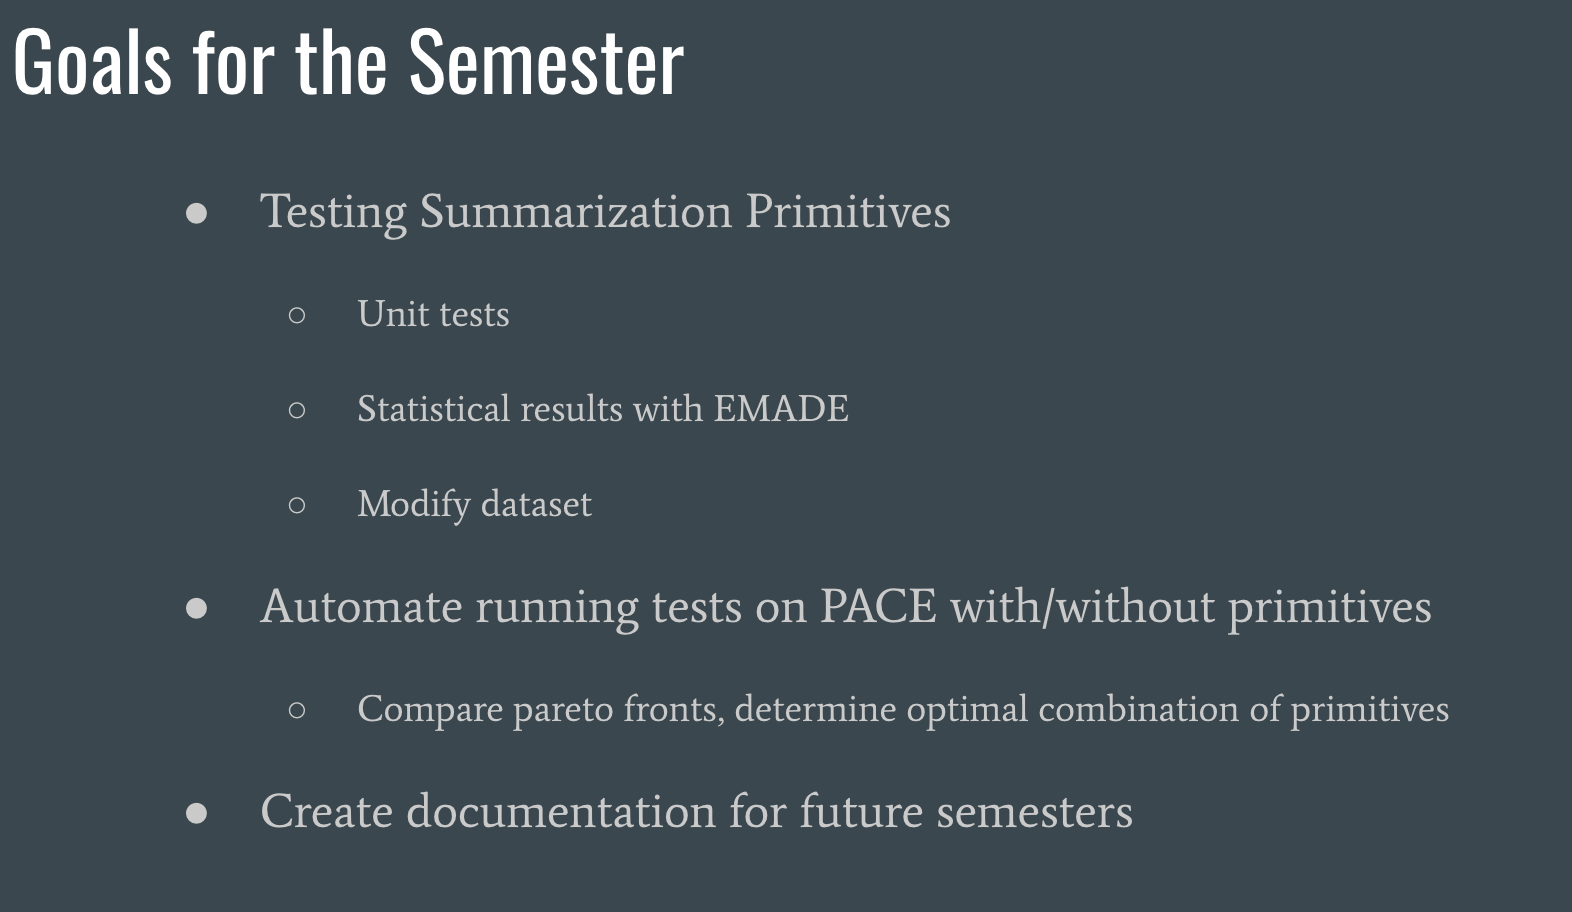 Goals for the Semester
● Testing Summarization Primitives
○ Unit tests
○ Statistical results with EMADE
○ Modify dataset
● Automate running tests on PACE with/without primitives
○ Compare pareto fronts, determine optimal combination of primitives
● Create documentation for future semesters